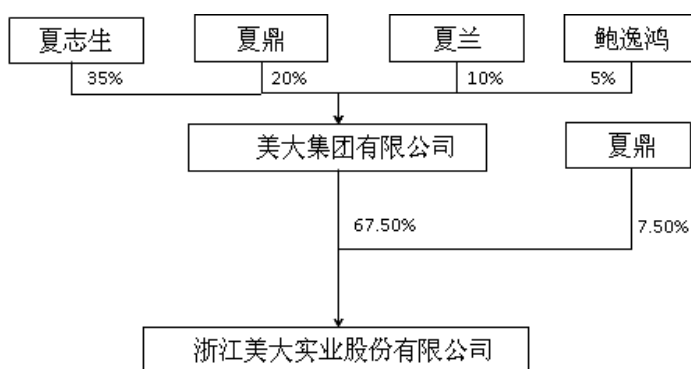 夏志生
夏鼎
夏兰
鲍逸鸿
35%
20%
10%
5%
美大集团有限公司
夏鼎
67.50%
7.50%
浙江美大实业股份有限公司